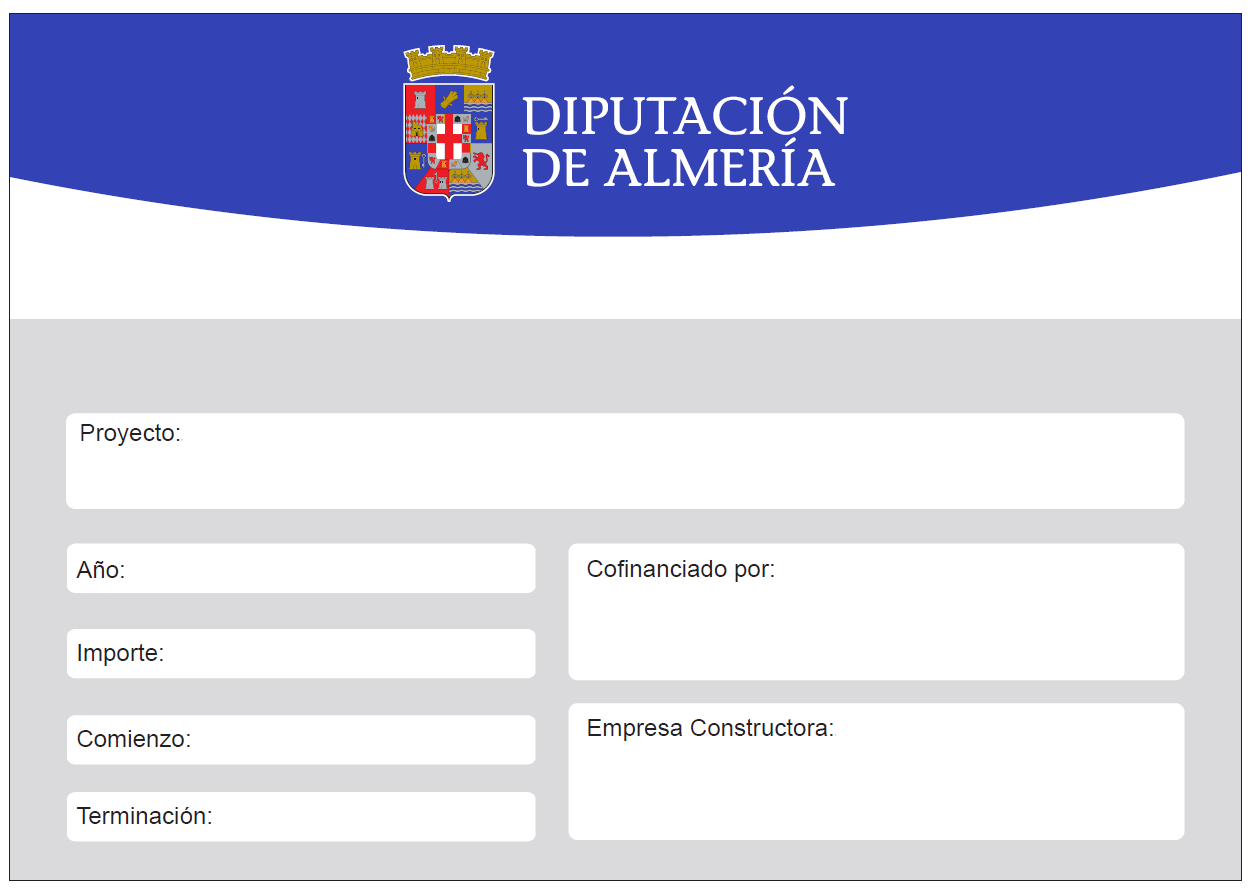 DIPUTACIÓN
DE ALMERÍA
Proyecto:
Año:
Importe:
Comienzo:
Terminación:
Cofinanciado por:
Empresa Constructora: